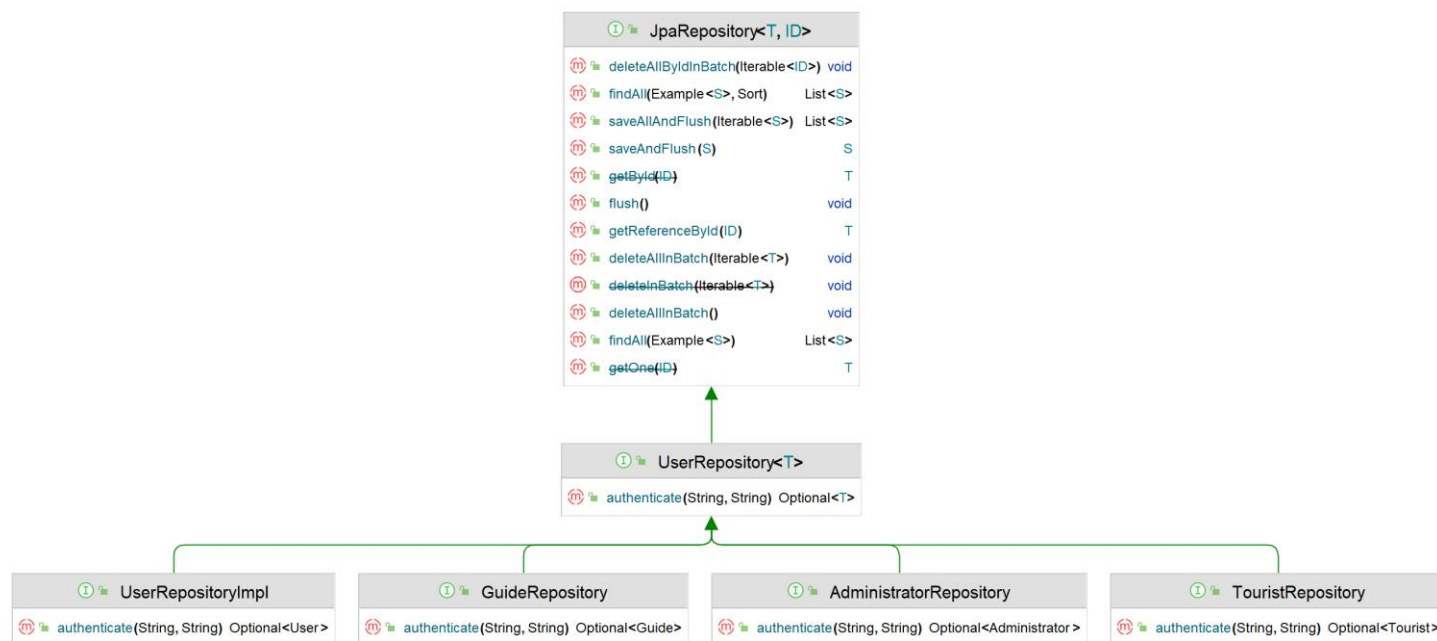 JpaRepository<T, ID>
deleteAllByIdInBatch(Iterable<ID>) void
findAll(Example<S>, Sort) List<S>
saveAllAndFlush(Iterable<S>) List<S>
saveAndFlush(S) S
getById(ID) T
flush() void
getReferenceById(ID) T
deleteAllInBatch(Iterable<T>) void
deleteInBatch(Iterable<T>) void
deleteAllInBatch() void
findAll(Example<S>) List<S>
getOne(ID) T
UserRepository<T>
authenticate(String, String) Optional<T>
UserRepositoryImpl
authenticate(String, String) Optional<User>
GuideRepository
authenticate(String, String) Optional<Guide>
AdministratorRepository
authenticate(String, String) Optional<Administrator>
TouristRepository
authenticate(String, String) Optional<Tourist>